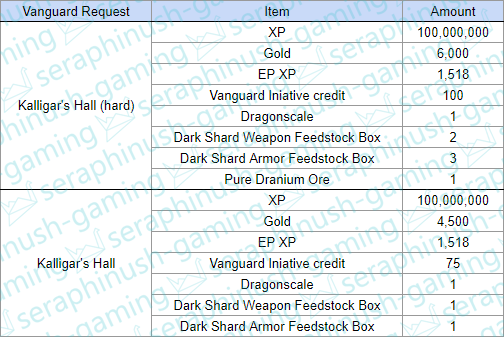 Vanguard Request Item Amount
XP 100,000,000
Gold 6,000
EP XP 1,518
Vanguard Iniative credit 100
Kalligar's Hall (hard)
Dragonscale 1
Dark Shard Weapon Feedstock Box 2
Dark Shard Armor Feedstock Box 3
Pure Dranium Ore 1
XP 100,000,000
Gold 4,500
EP XP 1,518
Kalligar's Hall Vanguard Iniative credit 75
Dragonscale 1
Dark Shard Weapon Feedstock Box 1
Dark Shard Armor Feedstock Box 1
seraphinush-gaming